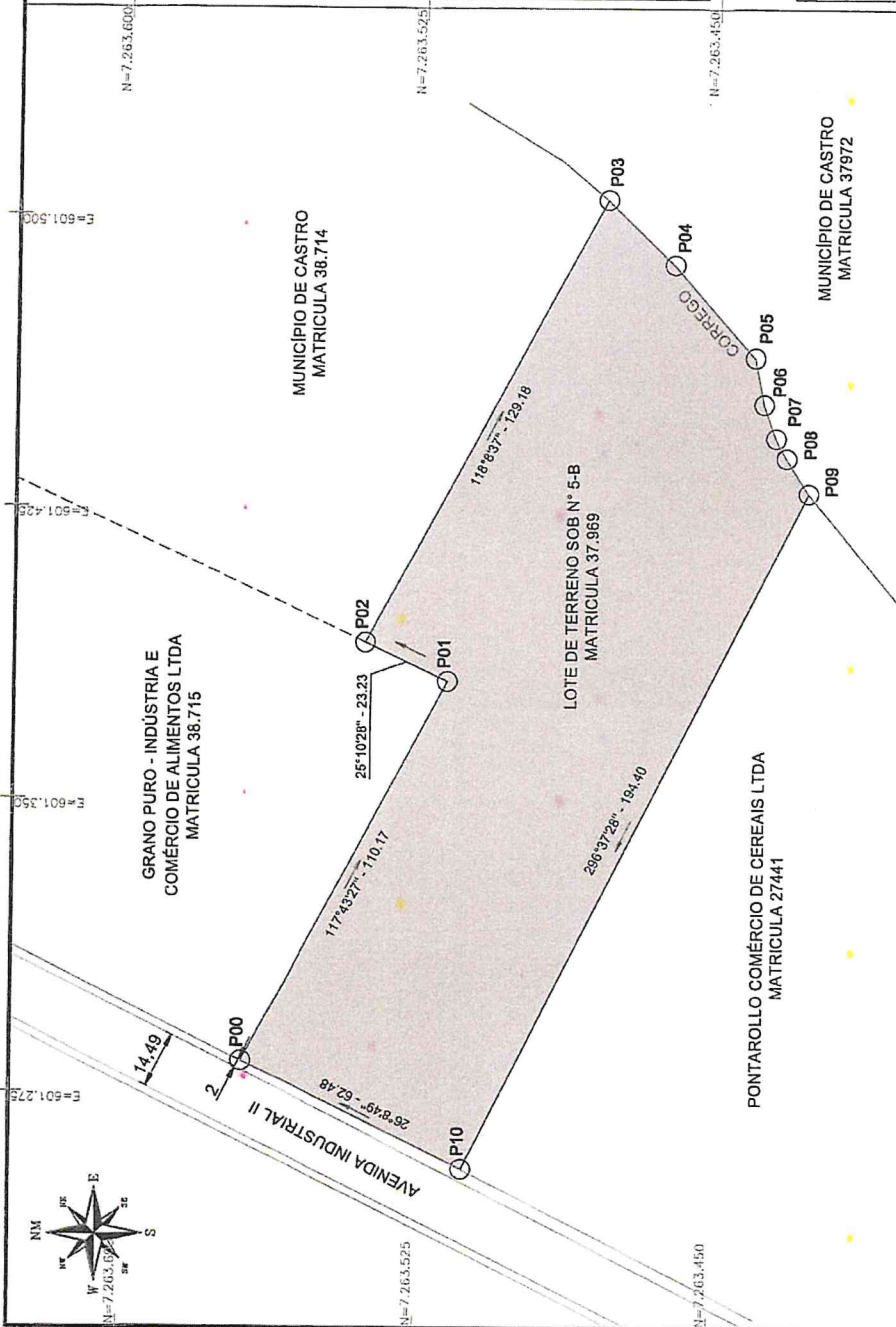 N=7.263.600
N=7.263.525
N=7.263.450
E=601.500
E=601.425
E=601.350
E=601.275
MUNICÍPIO DE CASTRO
MATRICULA 38.714
GRANO PURO - INDÚSTRIA E
COMÉRCIO DE ALIMENTOS LTDA
MATRICULA 38.715
P03
P04
CORREGO
P05
P06
P07
P08
P09
MUNICÍPIO DE CASTRO
MATRICULA 37972
118°8'37" - 129.18
P02
P01
25°10'28" - 23.23
LOTE DE TERRENO SOB N° 5-B
MATRICULA 37.969
117°43'27" - 110.17
296°37'28" - 194.40
14,49
2
P00
26°8'49" - 62.48
AVENIDA INDUSTRIAL II
P10
PONTAROLLO COMÉRCIO DE CEREAIS LTDA
MATRICULA 27441
NM
NE
E
SE
S
SW
W
NW
N=7.263.525
N=7.263.450